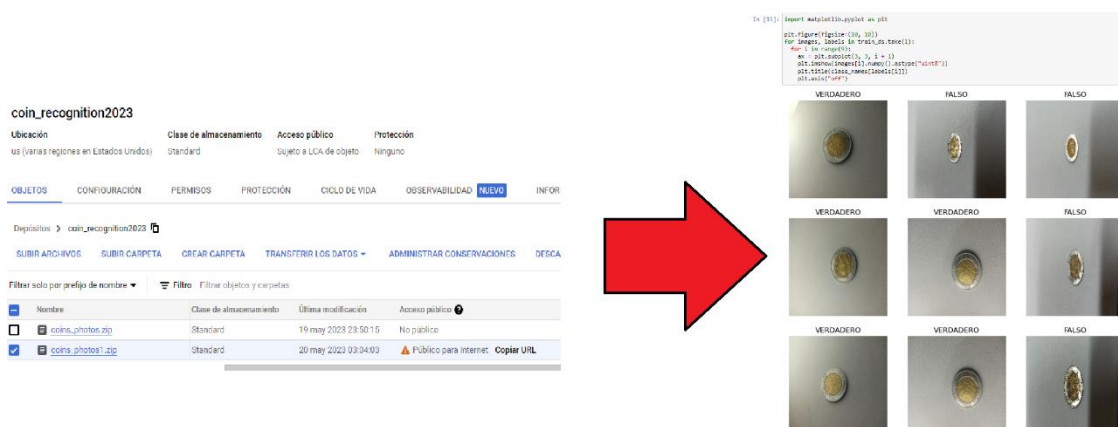 coin_recognition2023
Ubicación Clase de almacenamiento Acceso público Protección
us (varias regiones en Estados Unidos) Standard Sujeto a LCA de objeto Ninguno
OBJETOS CONFIGURACIÓN PERMISOS PROTECCIÓN CICLO DE VIDA OBSERVABILIDAD NUEVO INFOR
Depósitos > coin_recognition2023
SUBIR ARCHIVOS SUBIR CARPETA CREAR CARPETA TRANSFERIR LOS DATOS ADMINISTRAR CONSERVACIONES DESCA
Filtrar solo por prefijo de nombre Filtro Filtrar objetos y carpetas
Nombre Clase de almacenamiento Última modificación Acceso público
coins_photos.zip Standard 19 may 2023 23:50:15 No público
coins_photos1.zip Standard 20 may 2023 03:04:03 Público para Internet Copiar URL
In [11]: import matplotlib.pyplot as plt
plt.figure(figsize=(10, 10))
for images, labels in train_ds.take(1):
for i in range(9):
ax = plt.subplot(3, 3, i + 1)
plt.imshow(images[i].numpy().astype("uint8"))
plt.title(class_names[labels[i]])
plt.axis("off")
VERDADERO FALSO FALSO
VERDADERO VERDADERO FALSO
VERDADERO VERDADERO FALSO